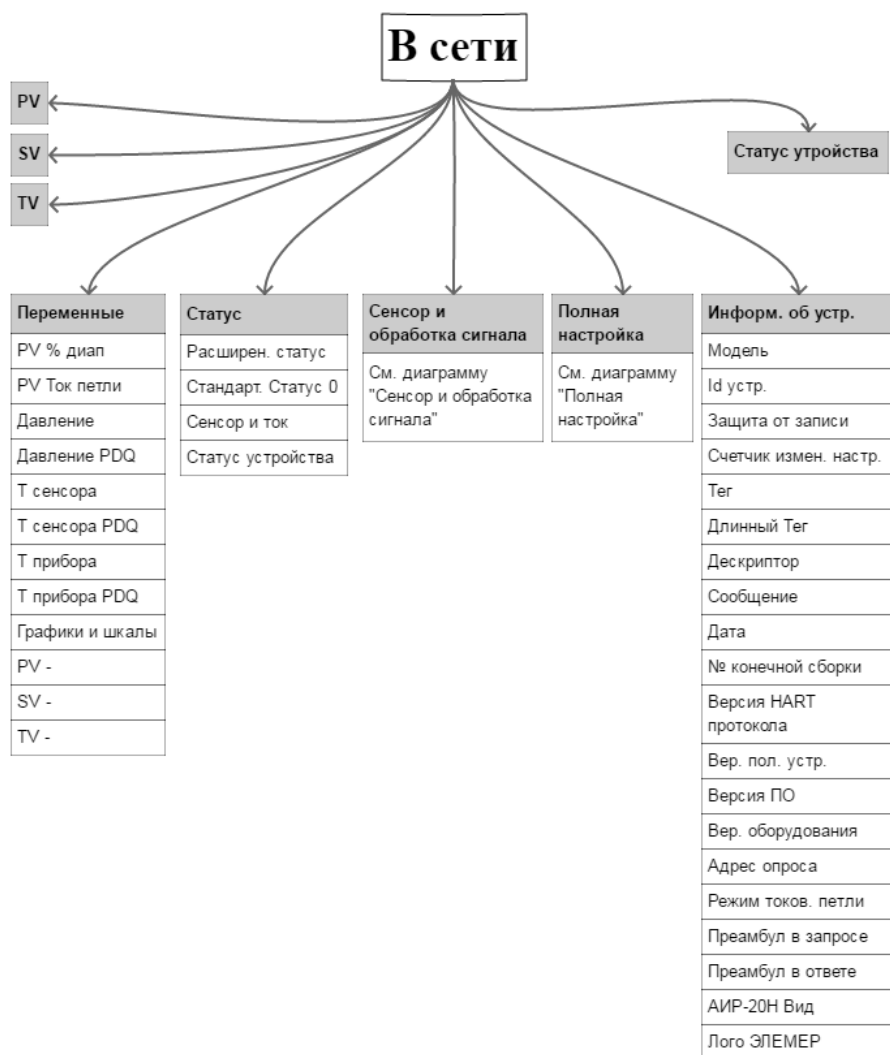 В сети
PV
SV
TV
Статус утройства
Переменные
PV % диап
PV Ток петли
Давление
Давление PDQ
Т сенсора
Т сенсора PDQ
Т прибора
Т прибора PDQ
Графики и шкалы
PV -
SV -
TV -
Статус
Расширен. статус
Стандарт. Статус 0
Сенсор и ток
Статус устройства
Сенсор и
обработка сигнала
См. диаграмму
"Сенсор и обработка
сигнала"
Полная
настройка
См. диаграмму
"Полная
настройка"
Информ. об устр.
Модель
Id устр.
Защита от записи
Счетчик измен. настр.
Тег
Длинный Тег
Дескриптор
Сообщение
Дата
№ конечной сборки
Версия HART
протокола
Вер. пол. устр.
Версия ПО
Вер. оборудования
Адрес опроса
Режим токов. петли
Преамбул в запросе
Преамбул в ответе
АИР-20Н Вид
Лого ЭЛЕМЕР